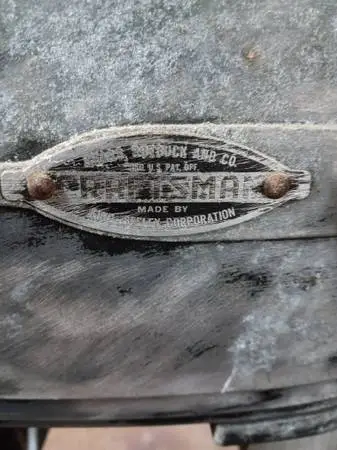 ROEBUCK AND CO.
U.S. PAT. OFF.
CRAFTSMAN
MADE BY
CORPORATION